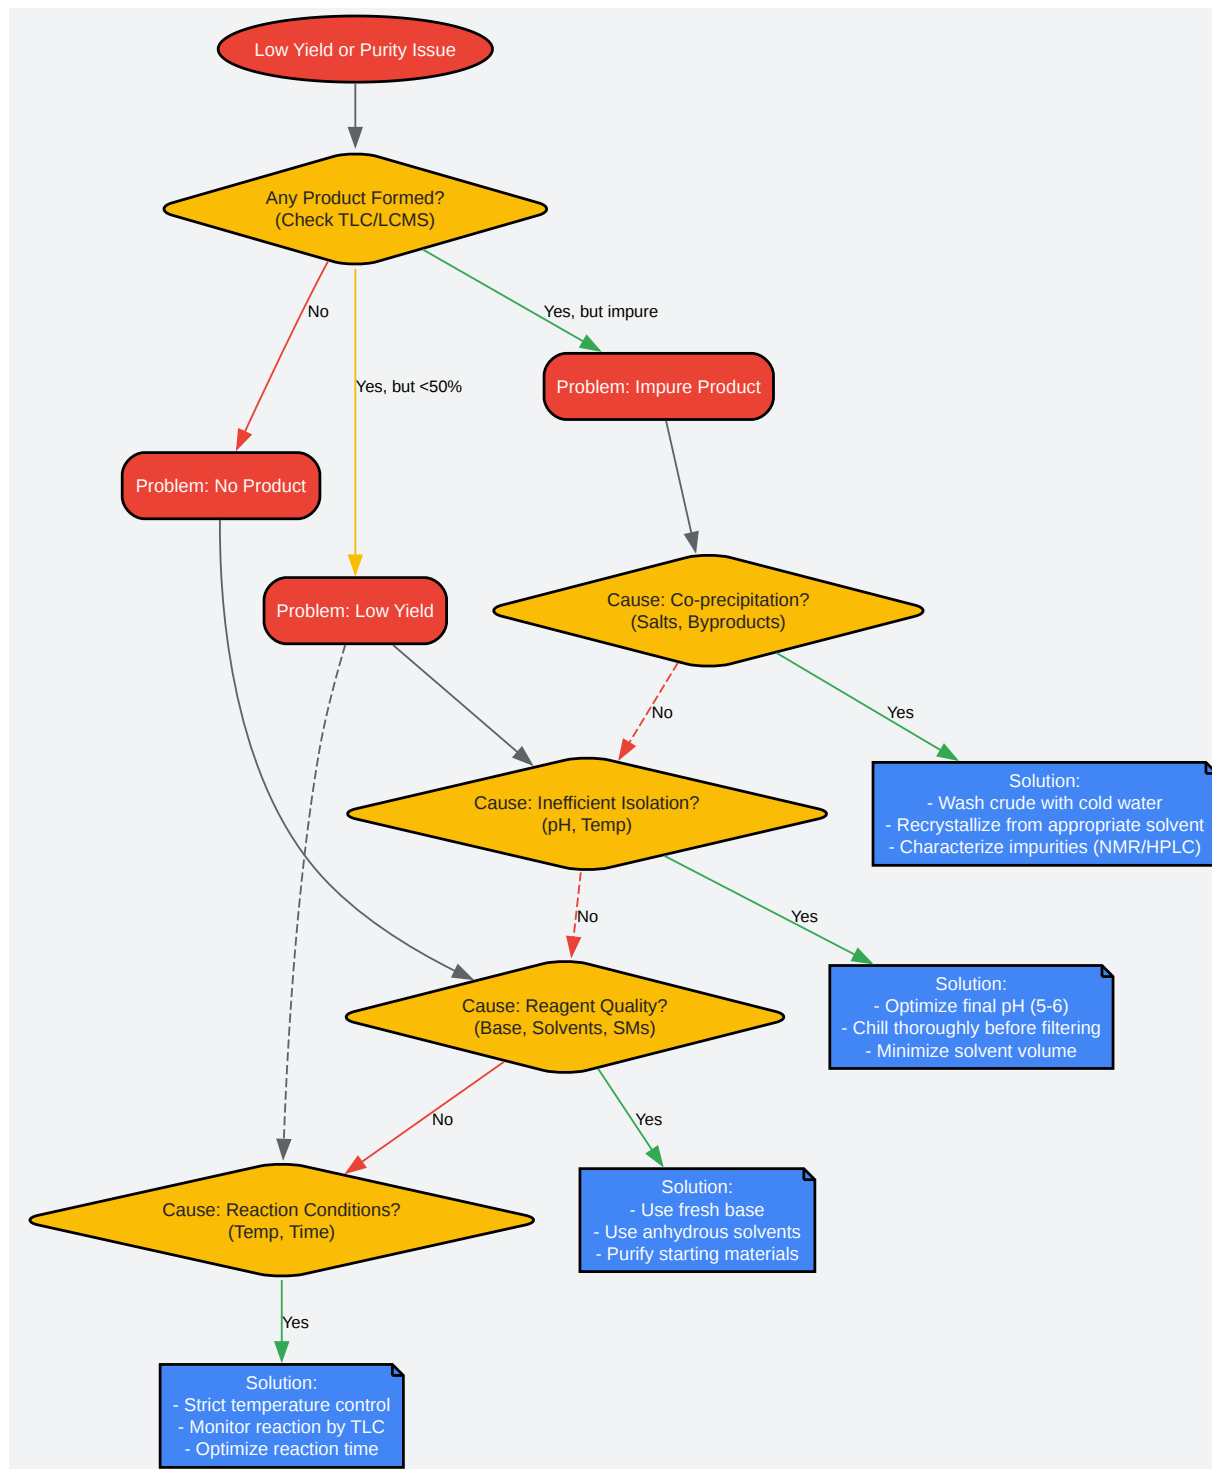 Low Yield or Purity Issue
Any Product Formed?
(Check TLC/LCMS)
No
Yes, but impure
Yes, but <50%
Problem: Impure Product
Problem: No Product
Problem: Low Yield
Cause: Co-precipitation?
(Salts, Byproducts)
No
Yes
Solution:
- Wash crude with cold water
- Recrystallize from appropriate solvent
- Characterize impurities (NMR/HPLC)
Cause: Inefficient Isolation?
(pH, Temp)
No
Yes
Solution:
- Optimize final pH (5-6)
- Chill thoroughly before filtering
- Minimize solvent volume
Cause: Reagent Quality?
(Base, Solvents, SMs)
No
Yes
Solution:
- Use fresh base
- Use anhydrous solvents
- Purify starting materials
Cause: Reaction Conditions?
(Temp, Time)
Yes
Solution:
- Strict temperature control
- Monitor reaction by TLC
- Optimize reaction time